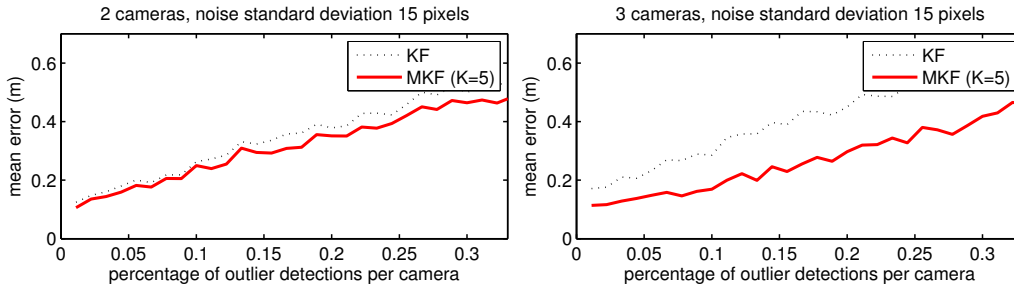 2 cameras, noise standard deviation 15 pixels
KF
MKF (K=5)
0.6
0.4
0.2
0
mean error (m)
0 0.05 0.1 0.15 0.2 0.25 0.3
percentage of outlier detections per camera
3 cameras, noise standard deviation 15 pixels
KF
MKF (K=5)
0.6
0.4
0.2
0
mean error (m)
0 0.05 0.1 0.15 0.2 0.25 0.3
percentage of outlier detections per camera